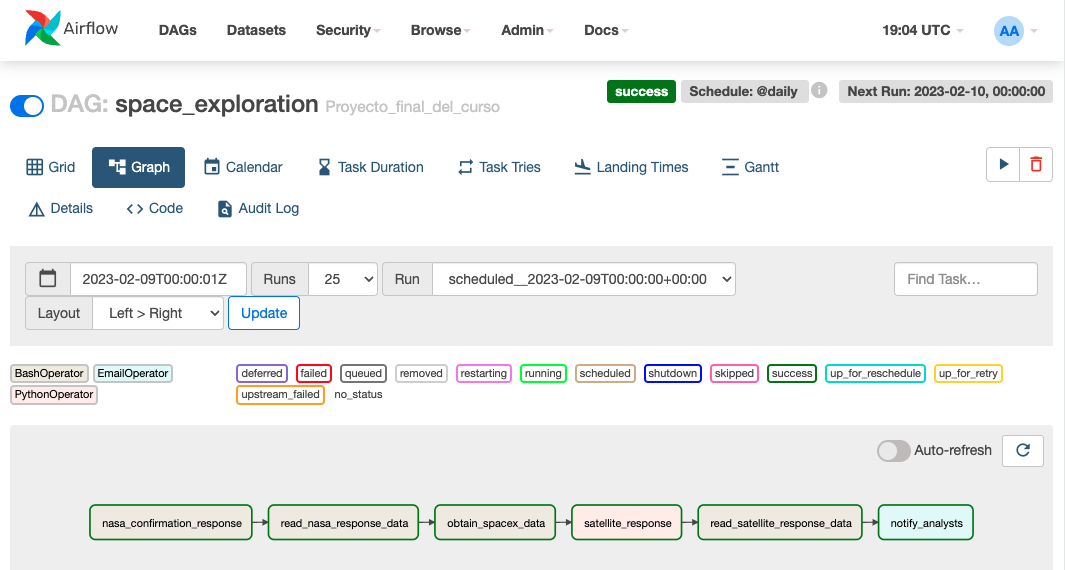 Airflow DAGs Datasets Security Browse Admin Docs 19:04 UTC AA
DAG: space_exploration Proyecto_final_del_curso success Schedule: @daily i Next Run: 2023-02-10, 00:00:00
Grid Graph Calendar Task Duration Task Tries Landing Times Gantt
Details <> Code Audit Log
2023-02-09T00:00:01Z Runs 25 Run scheduled__2023-02-09T00:00:00+00:00 Find Task...
Layout Left > Right Update
BashOperator EmailOperator deferred failed queued removed restarting running scheduled shutdown skipped success up_for_reschedule up_for_retry
PythonOperator upstream_failed no_status
Auto-refresh
nasa_confirmation_response read_nasa_response_data obtain_spacex_data satellite_response read_satellite_response_data notify_analysts